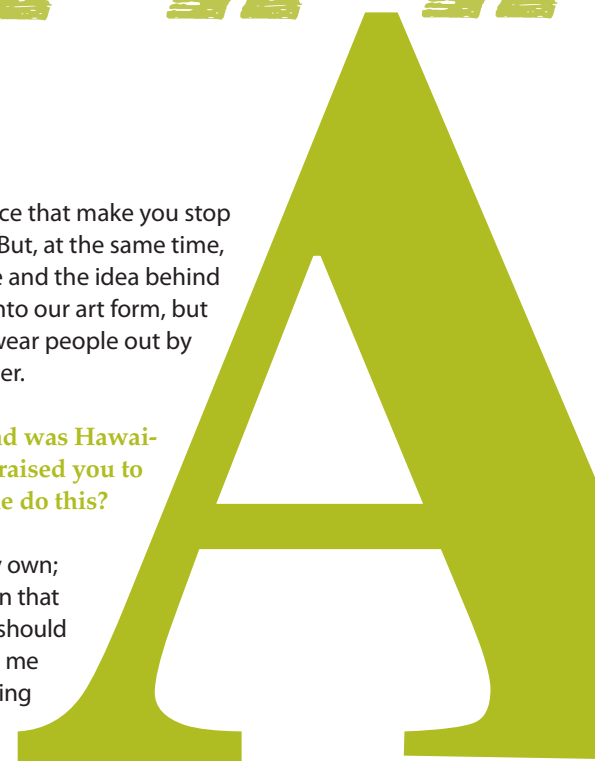 ce that make you stop
But, at the same time,
e and the idea behind
nto our art form, but
wear people out by
er.
nd was Hawai-
raised you to
e do this?
y own;
n that
should
me
ing
A